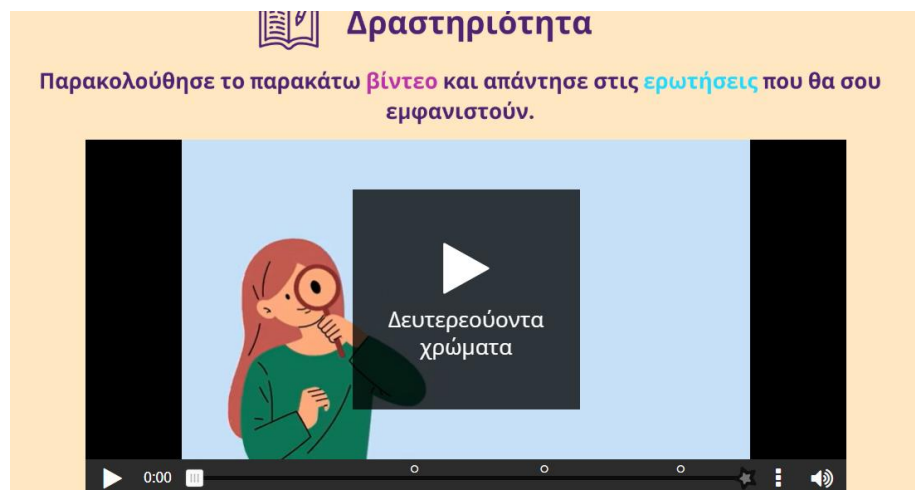 Δραστηριότητα
Παρακολούθησε το παρακάτω βίντεο και απάντησε στις ερωτήσεις που θα σου
εμφανιστούν.
Δευτερεούοντα
χρώματα
0:00